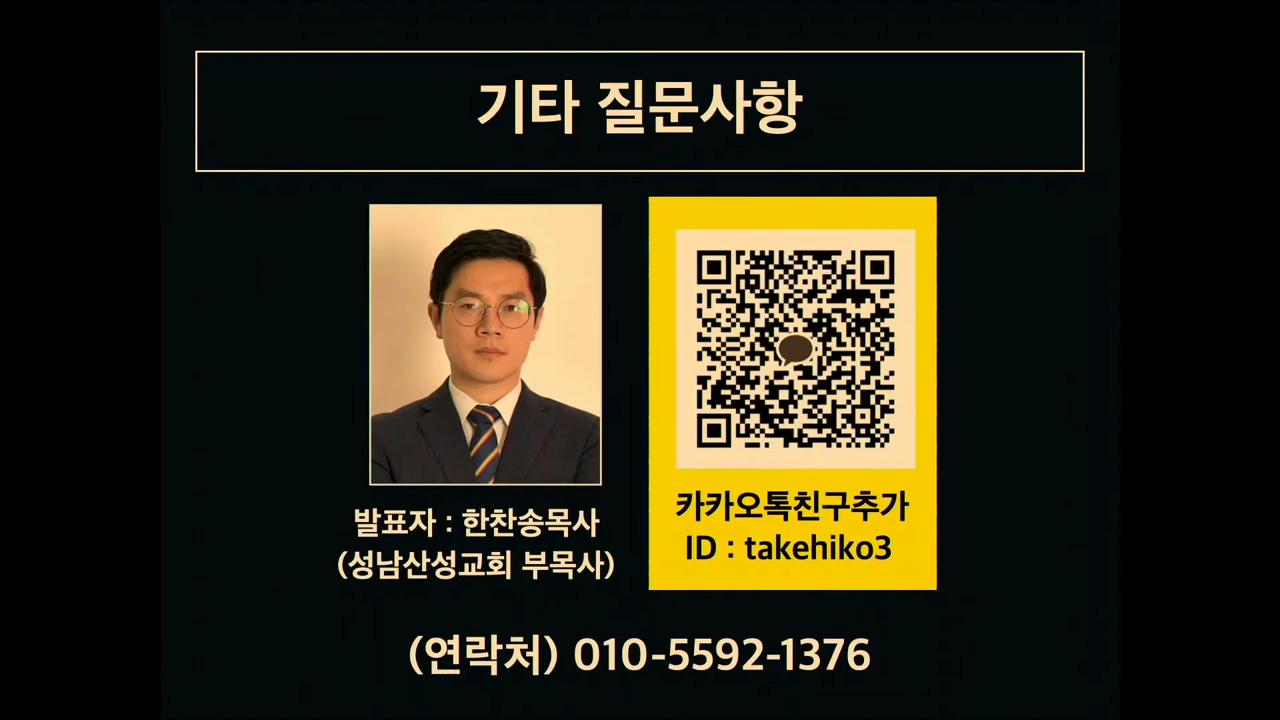 기타 질문사항
발표자 : 한찬송목사
(성남산성교회 부목사)
카카오톡친구추가
ID : takehiko3
(연락처) 010-5592-1376